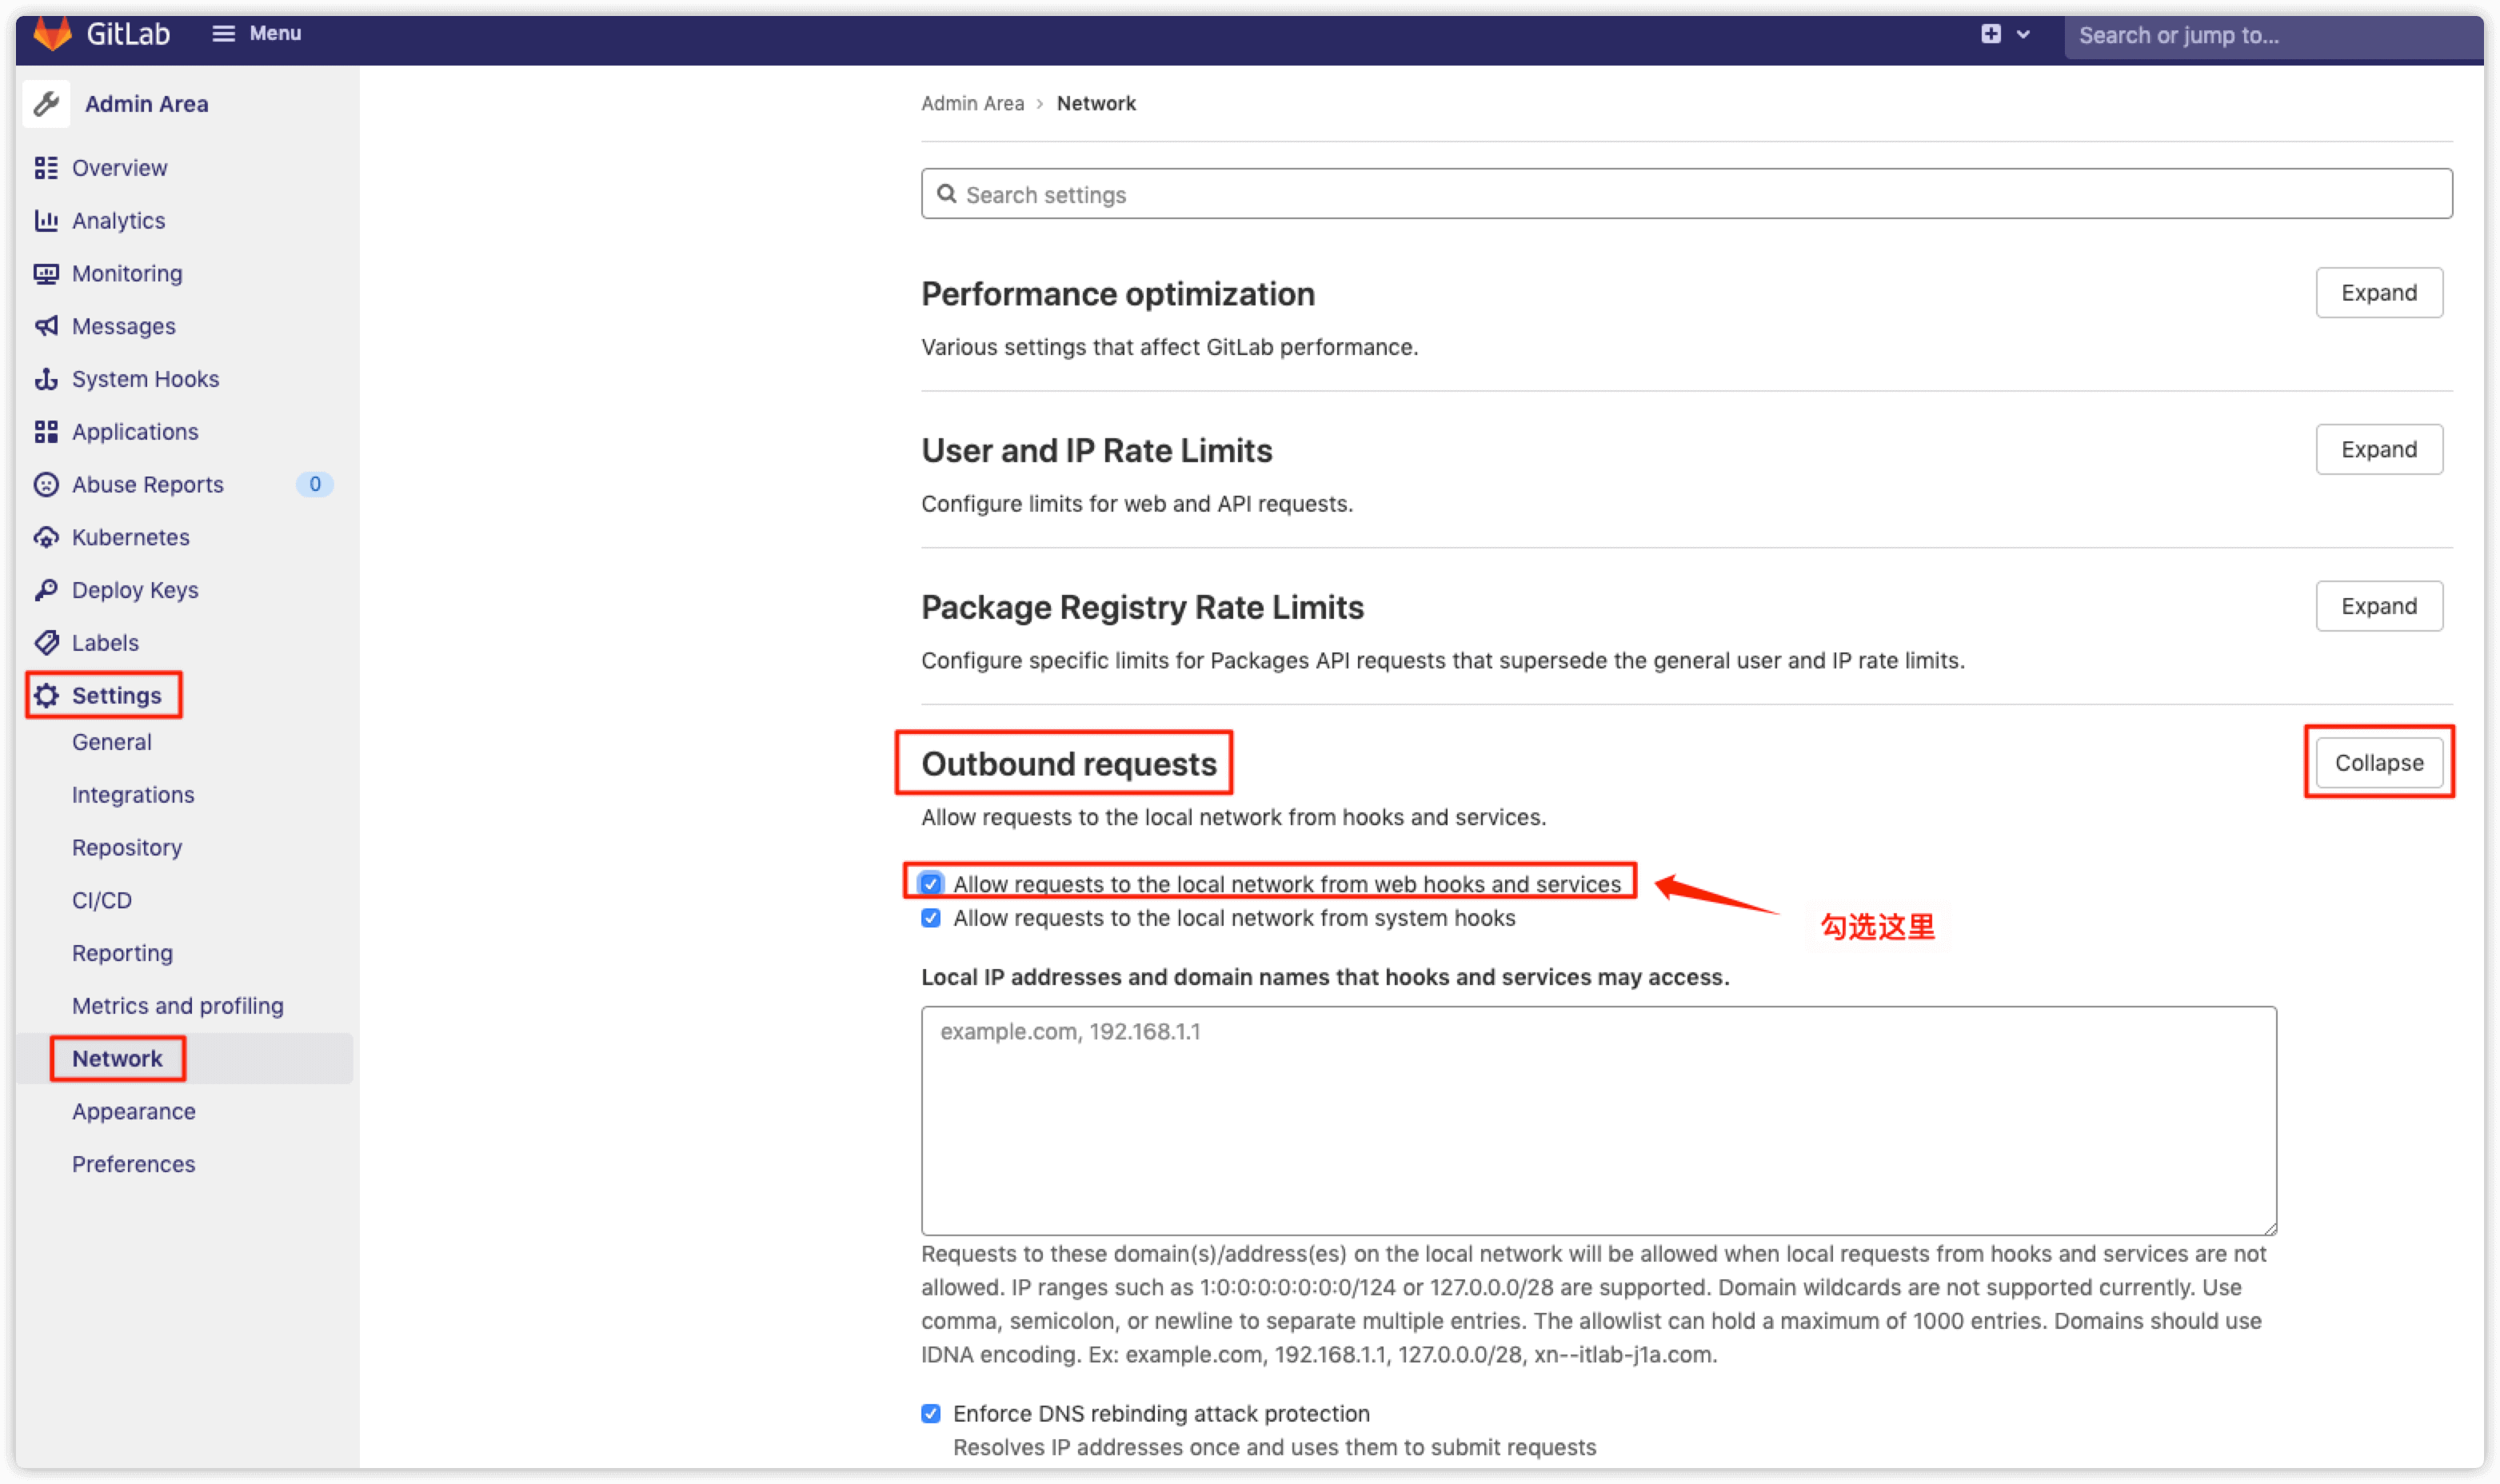 GitLab
Menu
Search or jump to...
Admin Area
Overview
Analytics
Monitoring
Messages
System Hooks
Applications
Abuse Reports 0
Kubernetes
Deploy Keys
Labels
Settings
General
Integrations
Repository
CI/CD
Reporting
Metrics and profiling
Network
Appearance
Preferences
Admin Area › Network
Search settings
Performance optimization
Expand
Various settings that affect GitLab performance.
User and IP Rate Limits
Expand
Configure limits for web and API requests.
Package Registry Rate Limits
Expand
Configure specific limits for Packages API requests that supersede the general user and IP rate limits.
Outbound requests
Collapse
Allow requests to the local network from hooks and services.
Allow requests to the local network from web hooks and services
Allow requests to the local network from system hooks
勾选这里
Local IP addresses and domain names that hooks and services may access.
example.com, 192.168.1.1
Requests to these domain(s)/address(es) on the local network will be allowed when local requests from hooks and services are not
allowed. IP ranges such as 1:0:0:0:0:0:0:0/124 or 127.0.0.0/28 are supported. Domain wildcards are not supported currently. Use
comma, semicolon, or newline to separate multiple entries. The allowlist can hold a maximum of 1000 entries. Domains should use
IDNA encoding. Ex: example.com, 192.168.1.1, 127.0.0.0/28, xn--itlab-j1a.com.
Enforce DNS rebinding attack protection
Resolves IP addresses once and uses them to submit requests